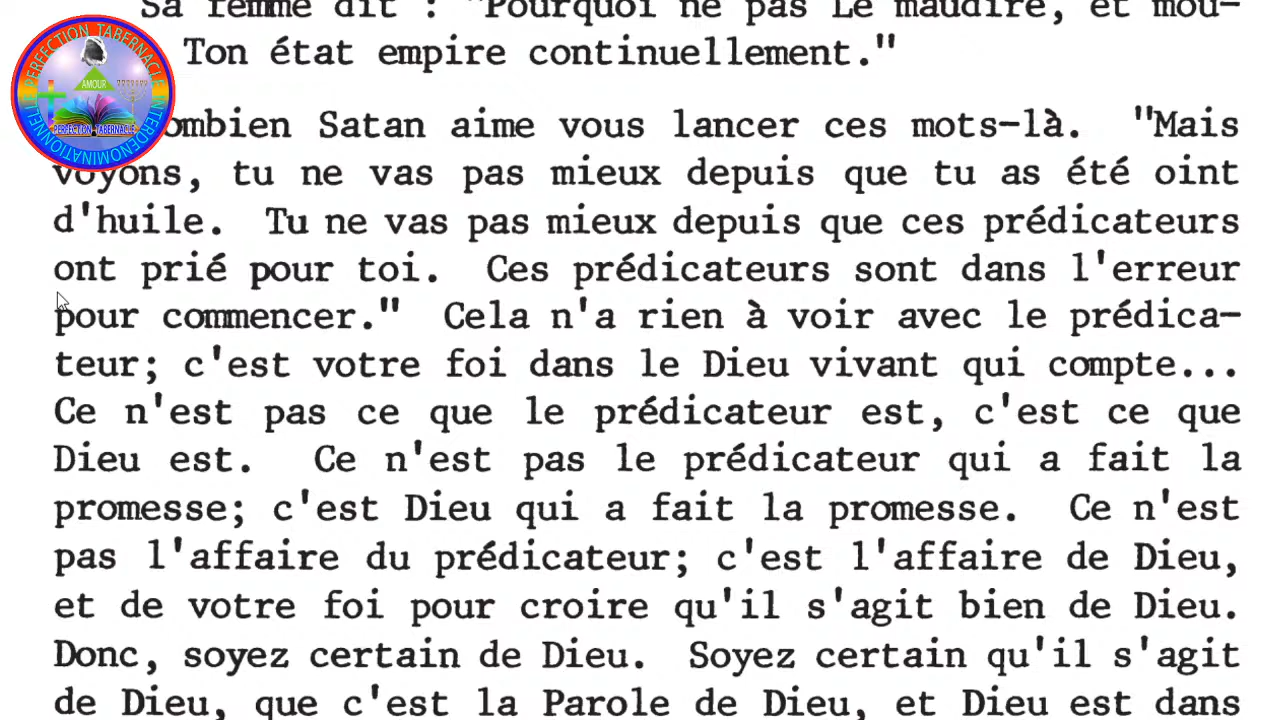 Sa femme dit : "Pourquoi ne pas Le maudire, et mou-
Ton état empire continuellement."
ombien Satan aime vous lancer ces mots-là. "Mais
voyons, tu ne vas pas mieux depuis que tu as été oint
d'huile. Tu ne vas pas mieux depuis que ces prédicateurs
ont prié pour toi. Ces prédicateurs sont dans l'erreur
pour commencer." Cela n'a rien à voir avec le prédica-
teur; c'est votre foi dans le Dieu vivant qui compte...
Ce n'est pas ce que le prédicateur est, c'est ce que
Dieu est. Ce n'est pas le prédicateur qui a fait la
promesse; c'est Dieu qui a fait la promesse. Ce n'est
pas l'affaire du prédicateur; c'est l'affaire de Dieu,
et de votre foi pour croire qu'il s'agit bien de Dieu.
Donc, soyez certain de Dieu. Soyez certain qu'il s'agit
de Dieu, que c'est la Parole de Dieu, et Dieu est dans
PERFECTION TABERNACLE INTERDENOMINATIONNELLE
AMOUR
PERFECTION TABERNACLE